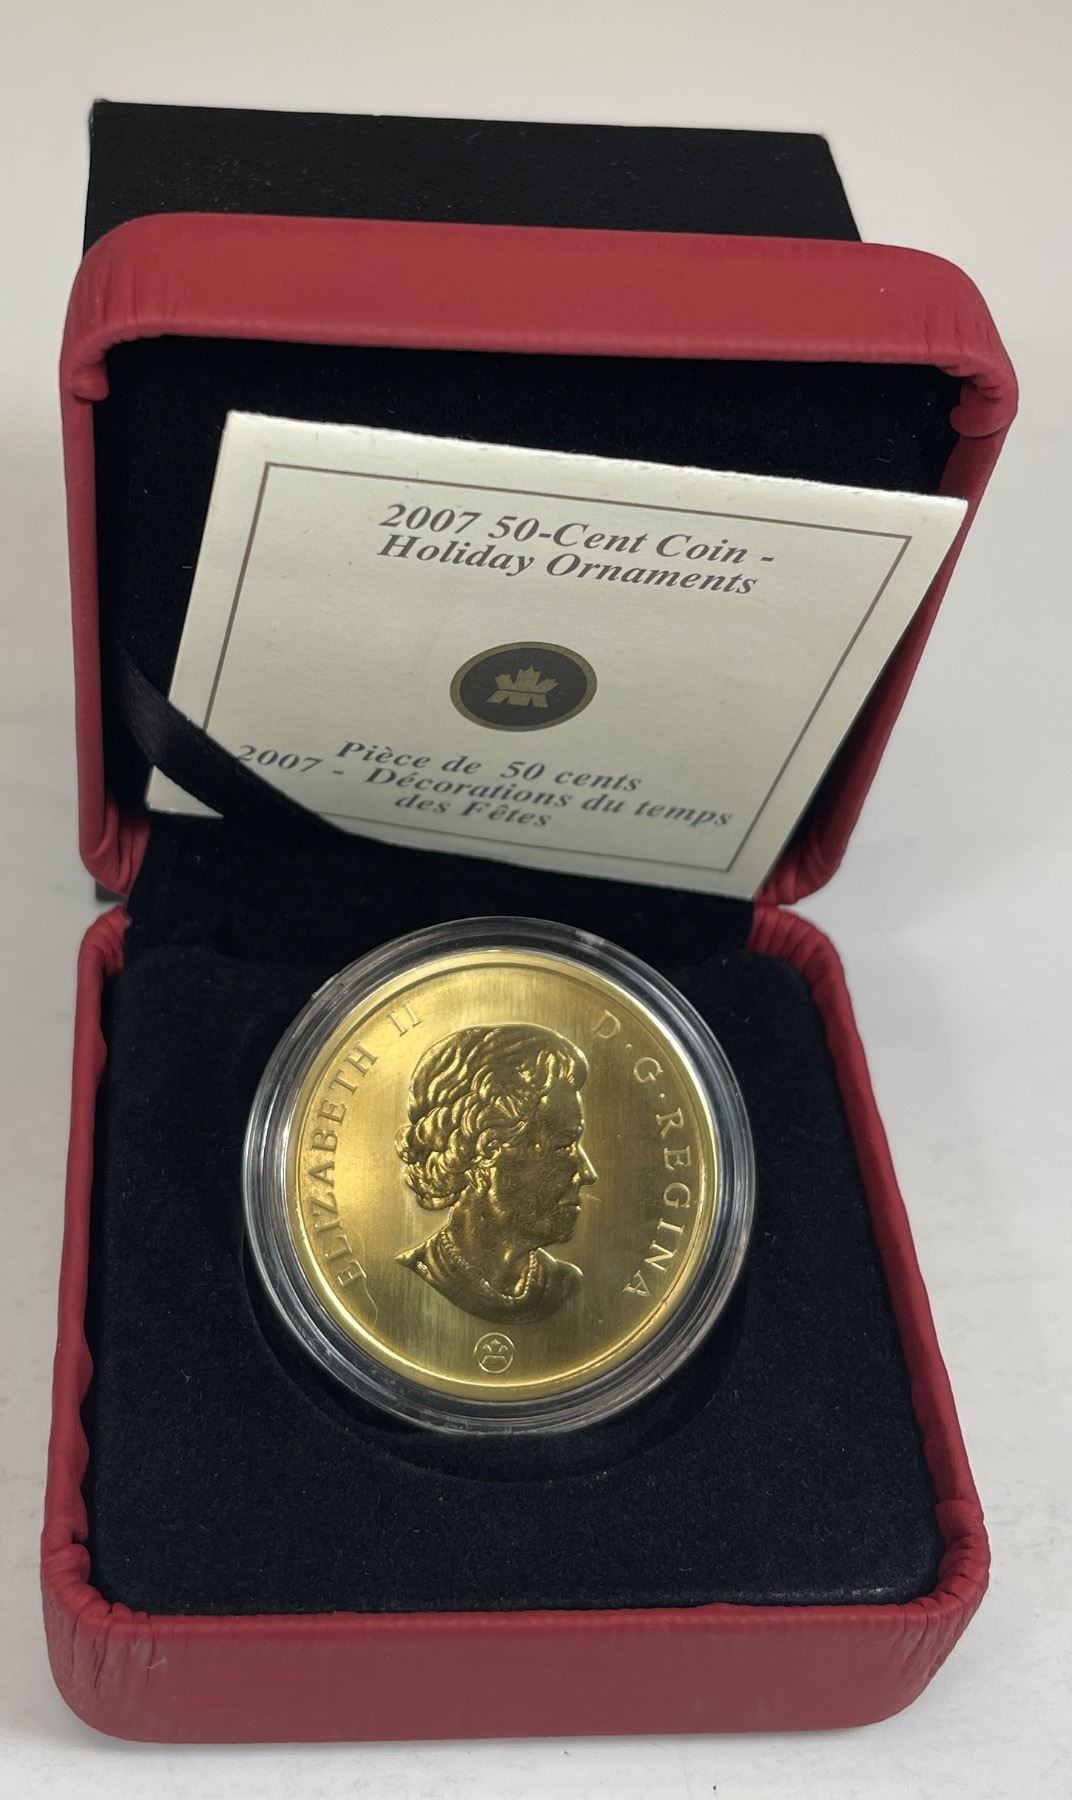 2007 50-Cent Coin -
Holiday Ornaments
Pièce de 50 cents
2007 - Décorations du temps
des Fêtes
ELIZABETH II D·G·REGINA